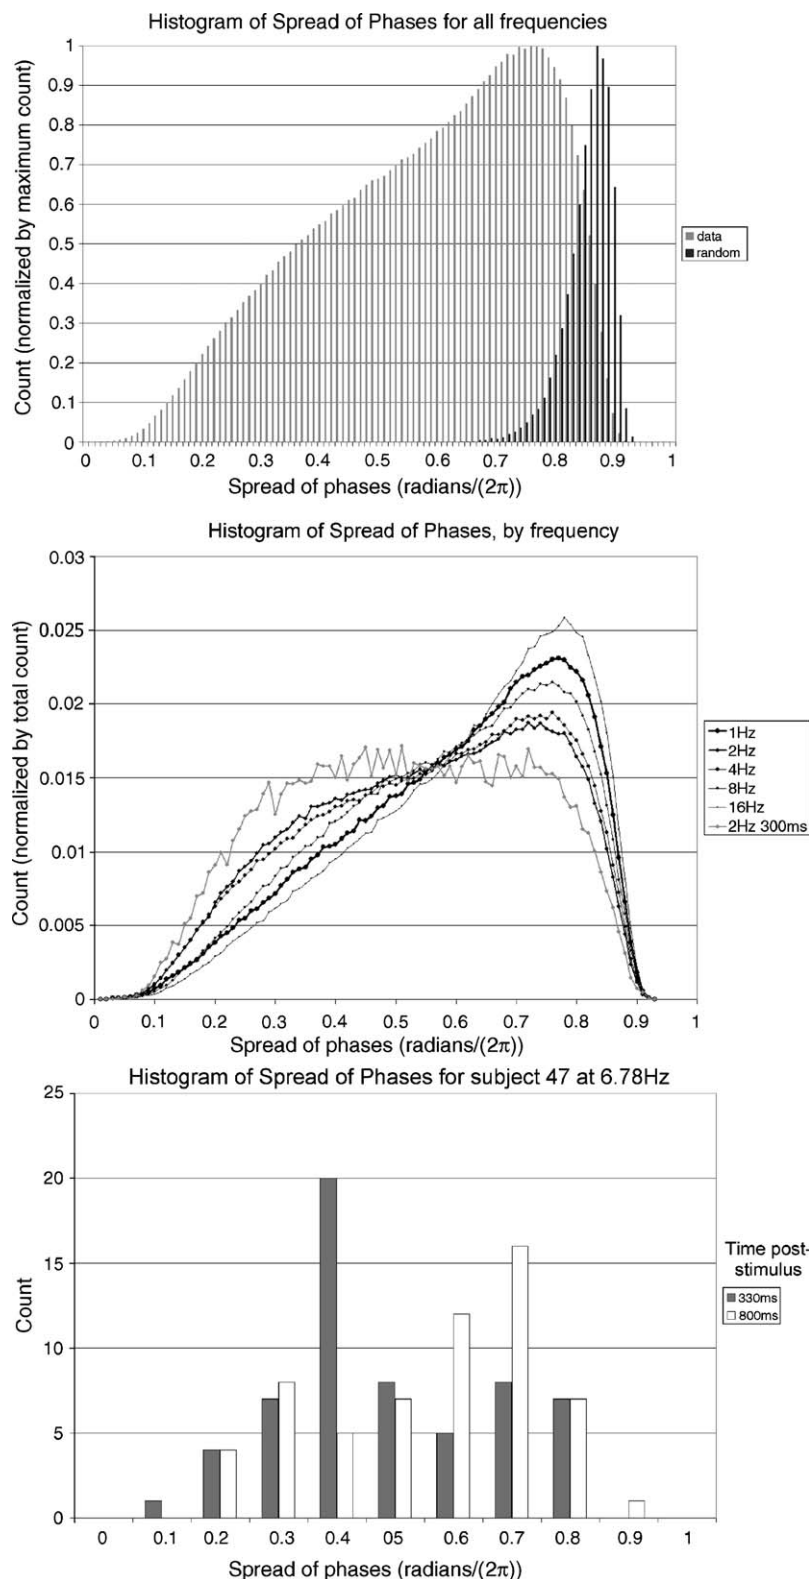 Histogram of Spread of Phases for all frequencies
Count (normalized by maximum count)
1
0.9
0.8
0.7
0.6
0.5
0.4
0.3
0.2
0.1
0
0 0.1 0.2 0.3 0.4 0.5 0.6 0.7 0.8 0.9 1
Spread of phases (radians/(2π))
data
random
Histogram of Spread of Phases, by frequency
Count (normalized by total count)
0.03
0.025
0.02
0.015
0.01
0.005
0
0 0.1 0.2 0.3 0.4 0.5 0.6 0.7 0.8 0.9 1
Spread of phases (radians/(2π))
1Hz
2Hz
4Hz
8Hz
16Hz
2Hz 300ms
Histogram of Spread of Phases for subject 47 at 6.78Hz
Count
25
20
15
10
5
0
0 0.1 0.2 0.3 0.4 05 0.6 0.7 0.8 0.9 1
Spread of phases (radians/(2π))
Time post-
stimulus
330ms
800ms